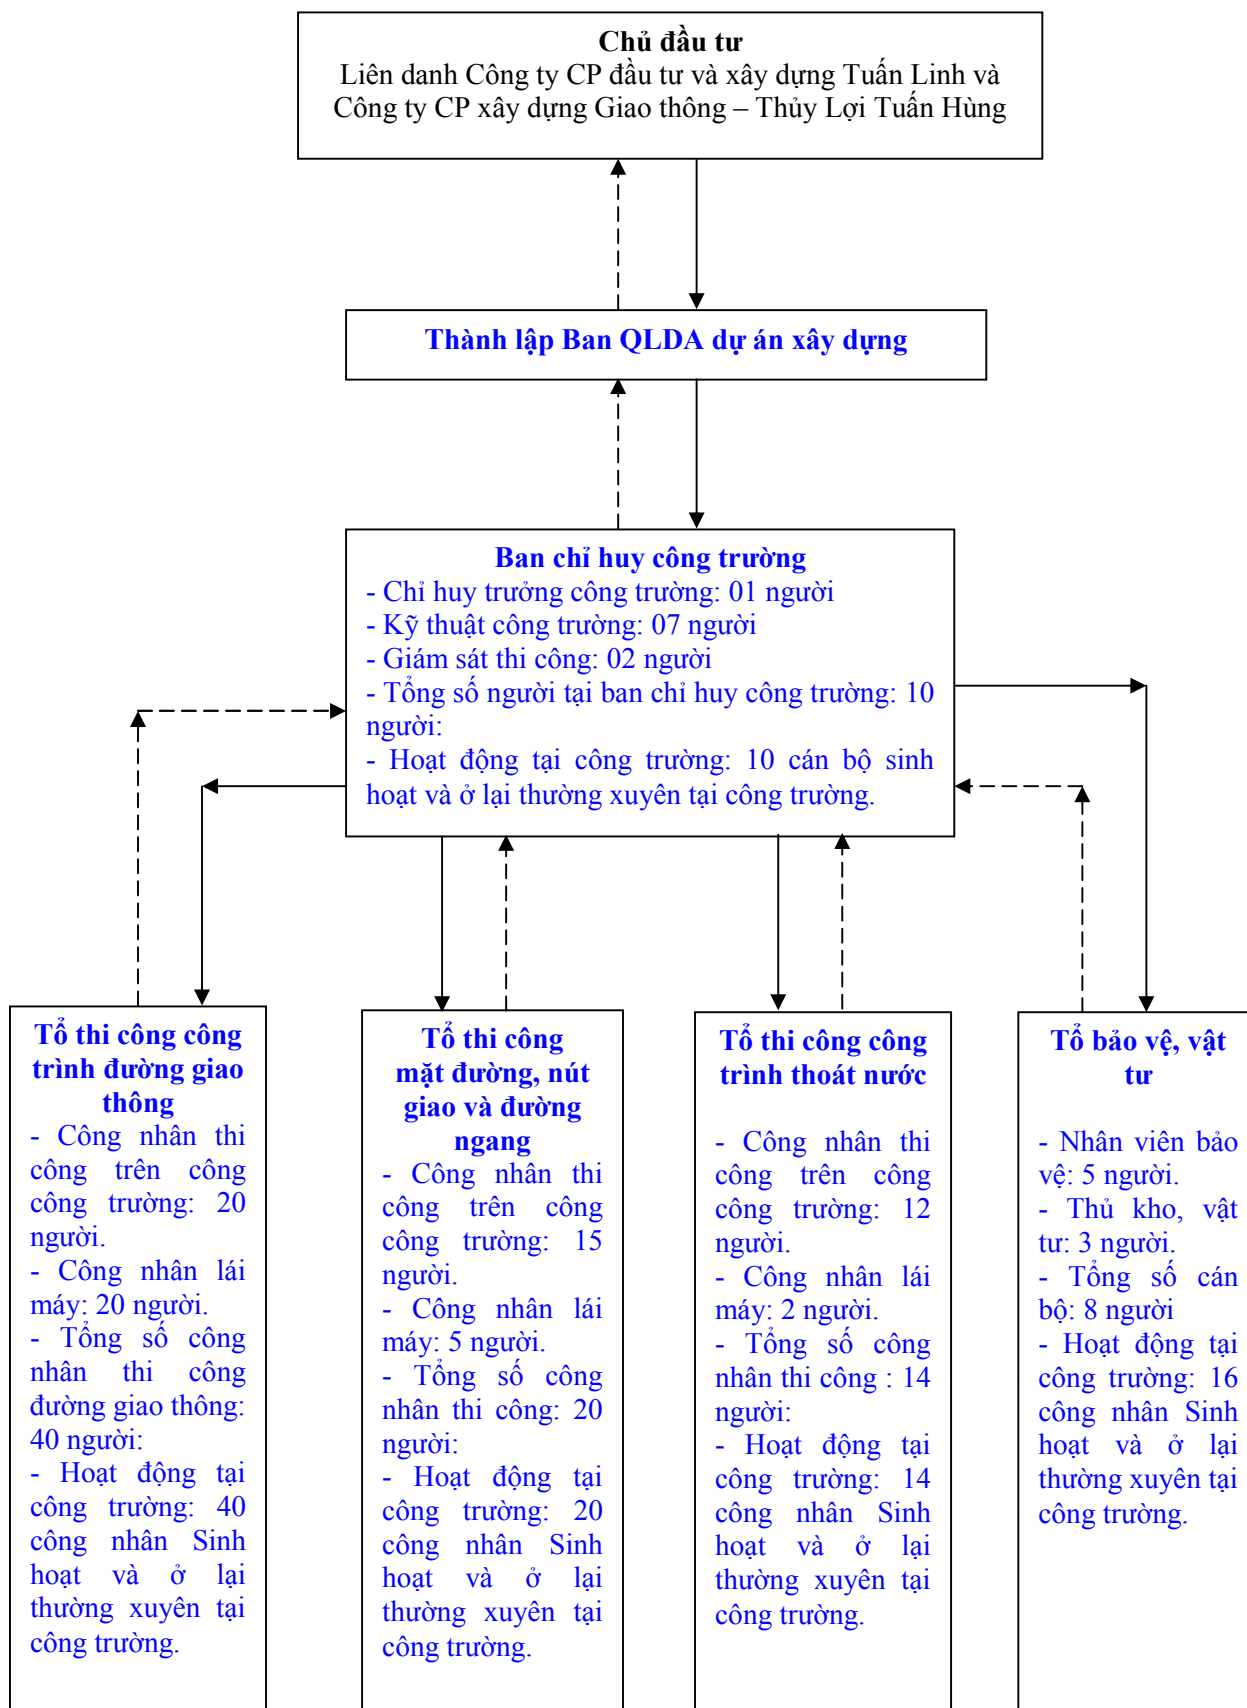 Chủ đầu tư
Liên danh Công ty CP đầu tư và xây dựng Tuấn Linh và
Công ty CP xây dựng Giao thông – Thủy Lợi Tuấn Hùng
Thành lập Ban QLDA dự án xây dựng
Ban chỉ huy công trường
- Chỉ huy trưởng công trường: 01 người
- Kỹ thuật công trường: 07 người
- Giám sát thi công: 02 người
- Tổng số người tại ban chỉ huy công trường: 10
người:
- Hoạt động tại công trường: 10 cán bộ sinh
hoạt và ở lại thường xuyên tại công trường.
Tổ thi công công
trình đường giao
thông
- Công nhân thi
công trên công
công trường: 20
người.
- Công nhân lái
máy: 20 người.
- Tổng số công
nhân thi công
đường giao thông:
40 người:
- Hoạt động tại
công trường: 40
công nhân Sinh
hoạt và ở lại
thường xuyên tại
công trường.
Tổ thi công
mặt đường, nút
giao và đường
ngang
- Công nhân thi
công trên công
công trường: 15
người.
- Công nhân lái
máy: 5 người.
- Tổng số công
nhân thi công: 20
người:
- Hoạt động tại
công trường: 20
công nhân Sinh
hoạt và ở lại
thường xuyên tại
công trường.
Tổ thi công công
trình thoát nước
- Công nhân thi
công trên công
công trường: 12
người.
- Công nhân lái
máy: 2 người.
- Tổng số công
nhân thi công : 14
người:
- Hoạt động tại
công trường: 14
công nhân Sinh
hoạt và ở lại
thường xuyên tại
công trường.
Tổ bảo vệ, vật
tư
- Nhân viên bảo
vệ: 5 người.
- Thủ kho, vật
tư: 3 người.
- Tổng số cán
bộ: 8 người
- Hoạt động tại
công trường: 16
công nhân Sinh
hoạt và ở lại
thường xuyên tại
công trường.